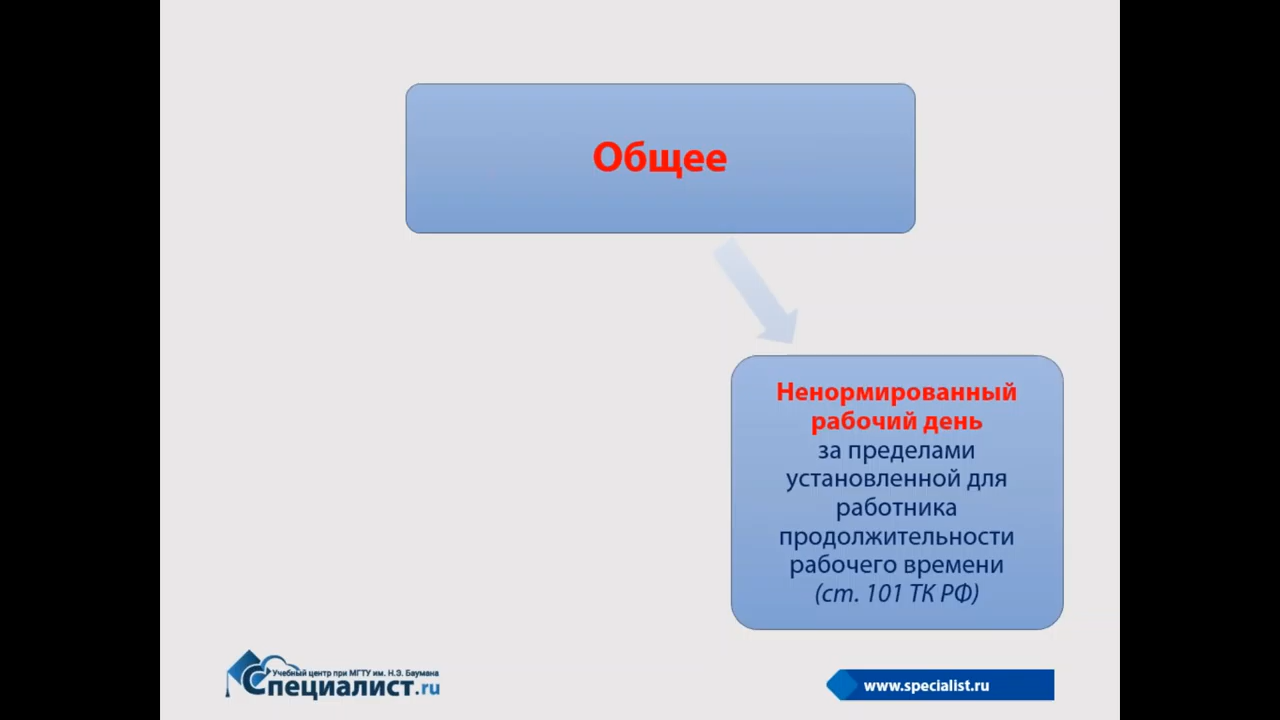 Общее
Ненормированный
рабочий день
за пределами
установленной для
работника
продолжительности
рабочего времени
(ст. 101 ТК РФ)
Учебный центр при МГТУ им. Н.Э. Баумана
Специалист.ru
www.specialist.ru